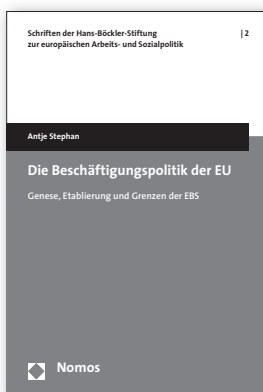 Schriften der Hans-Böckler-Stiftung | 2
zur europäischen Arbeits- und Sozialpolitik
Antje Stephan
Die Beschäftigungspolitik der EU
Genese, Etablierung und Grenzen der EBS
Nomos